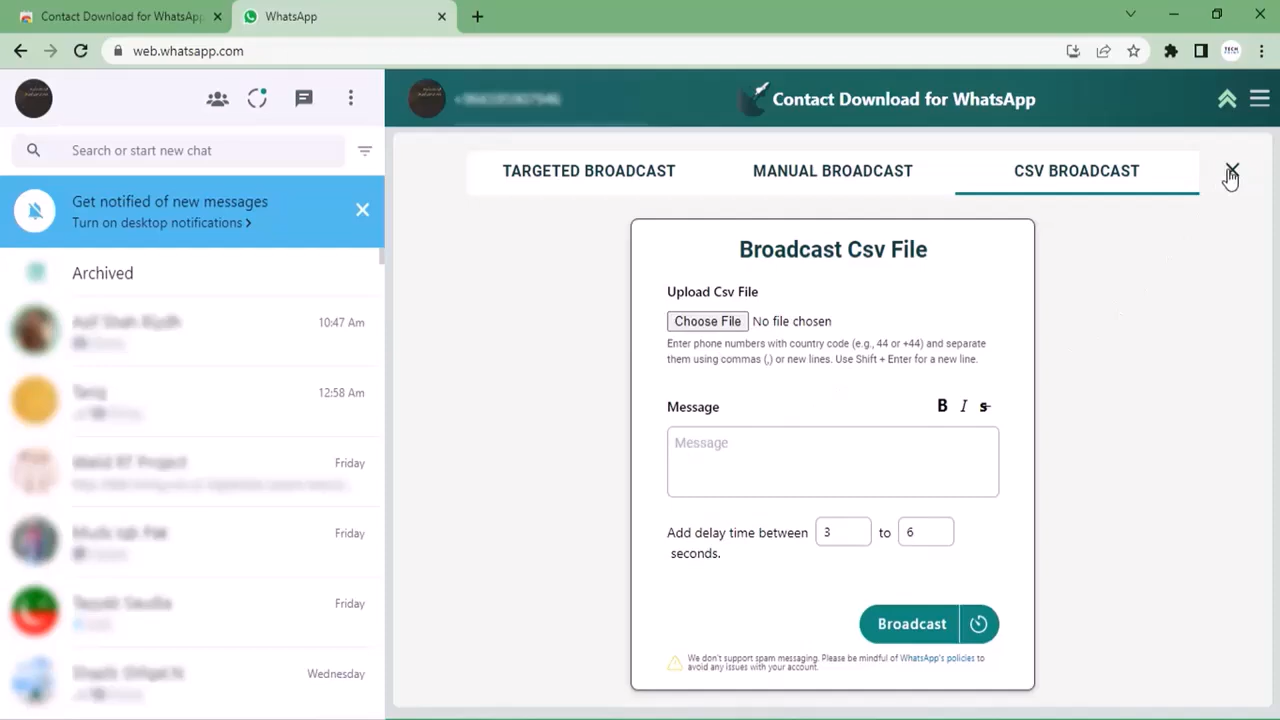 Contact Download for WhatsApp
WhatsApp
web.whatsapp.com
TECH
Contact Download for WhatsApp
Search or start new chat
TARGETED BROADCAST
MANUAL BROADCAST
CSV BROADCAST
Get notified of new messages
Turn on desktop notifications >
Archived
10:47 Am
12:58 Am
Friday
Friday
Friday
Wednesday
Broadcast Csv File
Upload Csv File
Choose File No file chosen
Enter phone numbers with country code (e.g., 44 or +44) and separate
them using commas (,) or new lines. Use Shift + Enter for a new line.
Message
B I S
Message
Add delay time between 3 to 6
seconds.
Broadcast
We don't support spam messaging. Please be mindful of WhatsApp's policies to
avoid any issues with your account.